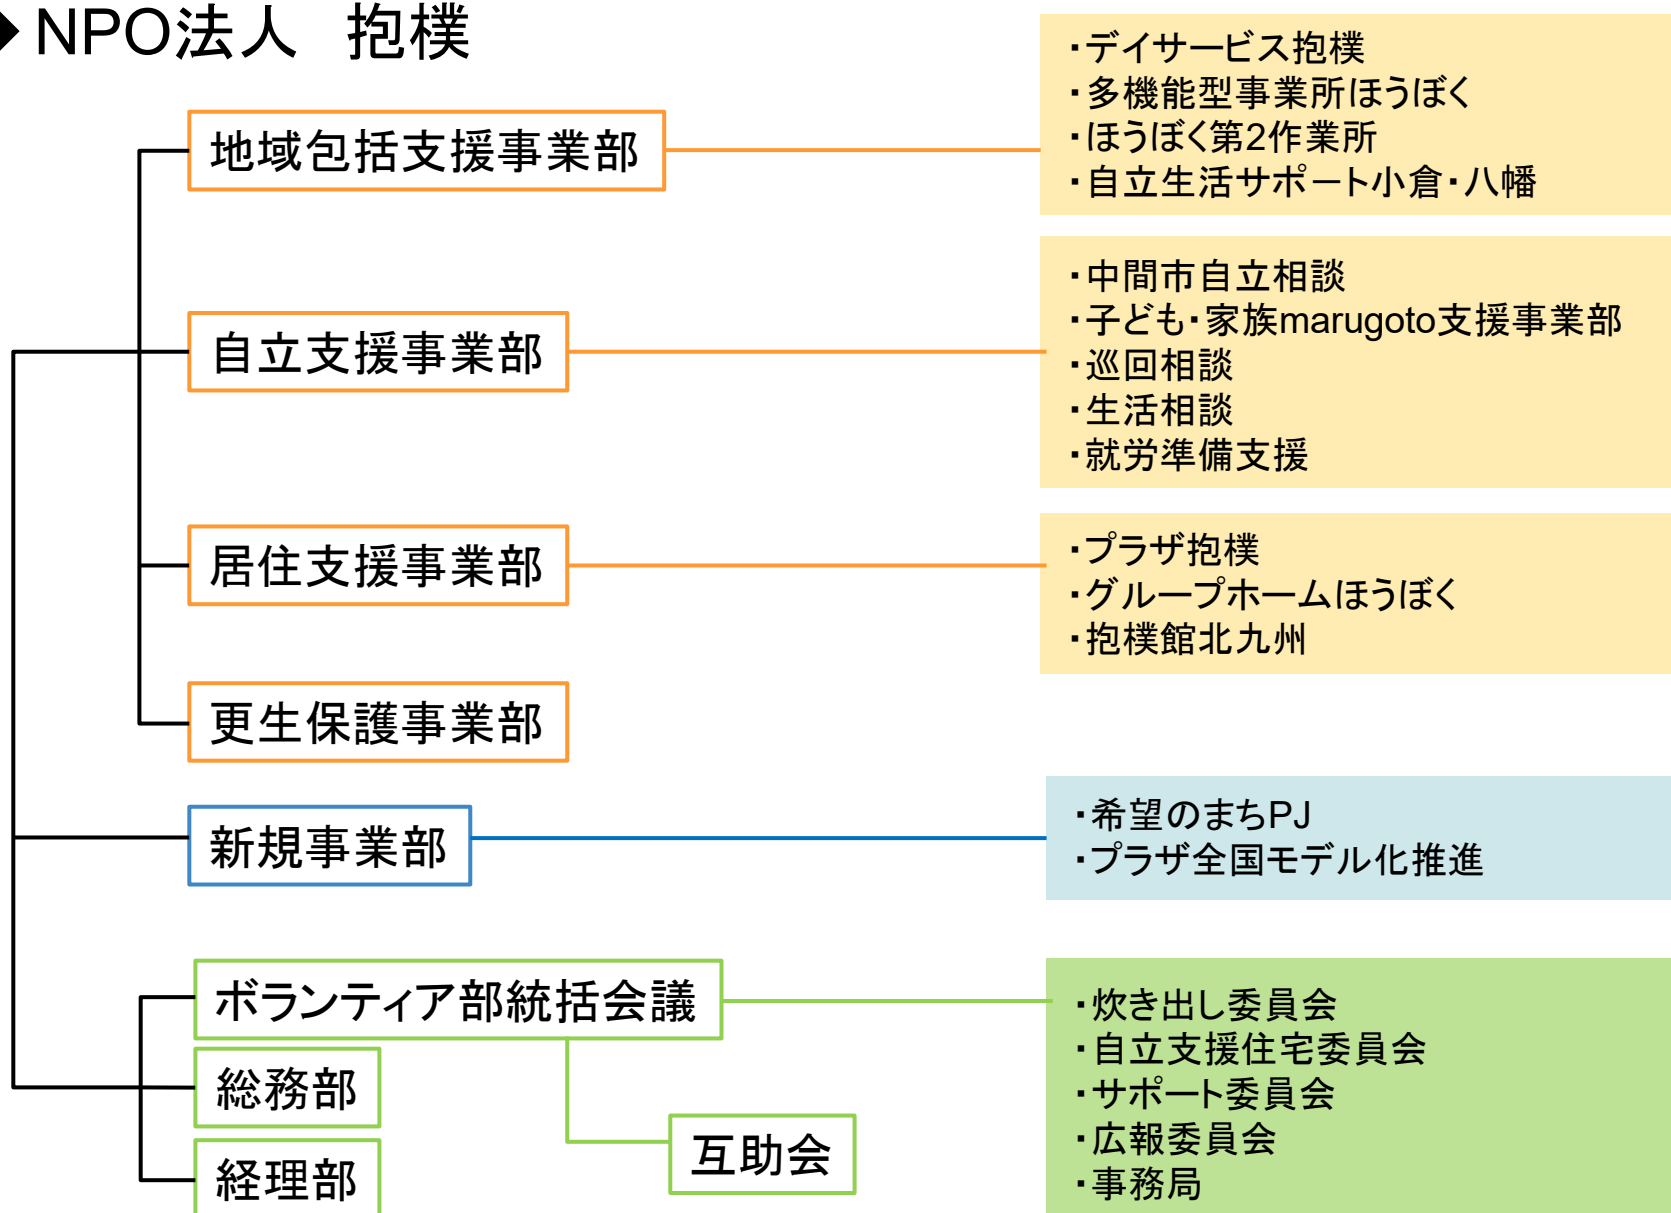 ◆NPO法人　抱樸
地域包括支援事業部
・デイサービス抱樸
・多機能型事業所ほうぼく
・ほうぼく第2作業所
・自立生活サポート小倉・八幡
自立支援事業部
・中間市自立相談
・子ども・家族marugoto支援事業部
・巡回相談
・生活相談
・就労準備支援
居住支援事業部
・プラザ抱樸
・グループホームほうぼく
・抱樸館北九州
更生保護事業部
新規事業部
・希望のまちPJ
・プラザ全国モデル化推進
ボランティア部統括会議
・炊き出し委員会
・自立支援住宅委員会
・サポート委員会
・広報委員会
・事務局
総務部
互助会
経理部